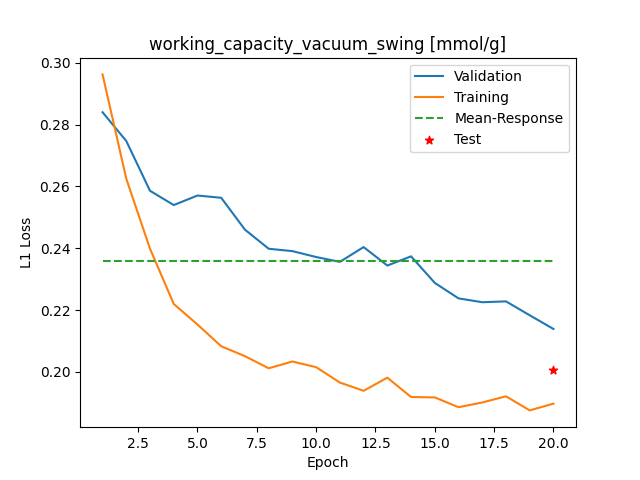 working_capacity_vacuum_swing [mmol/g]
Validation
Training
Mean-Response
Test
L1 Loss
0.30
0.28
0.26
0.24
0.22
0.20
2.5 5.0 7.5 10.0 12.5 15.0 17.5 20.0
Epoch